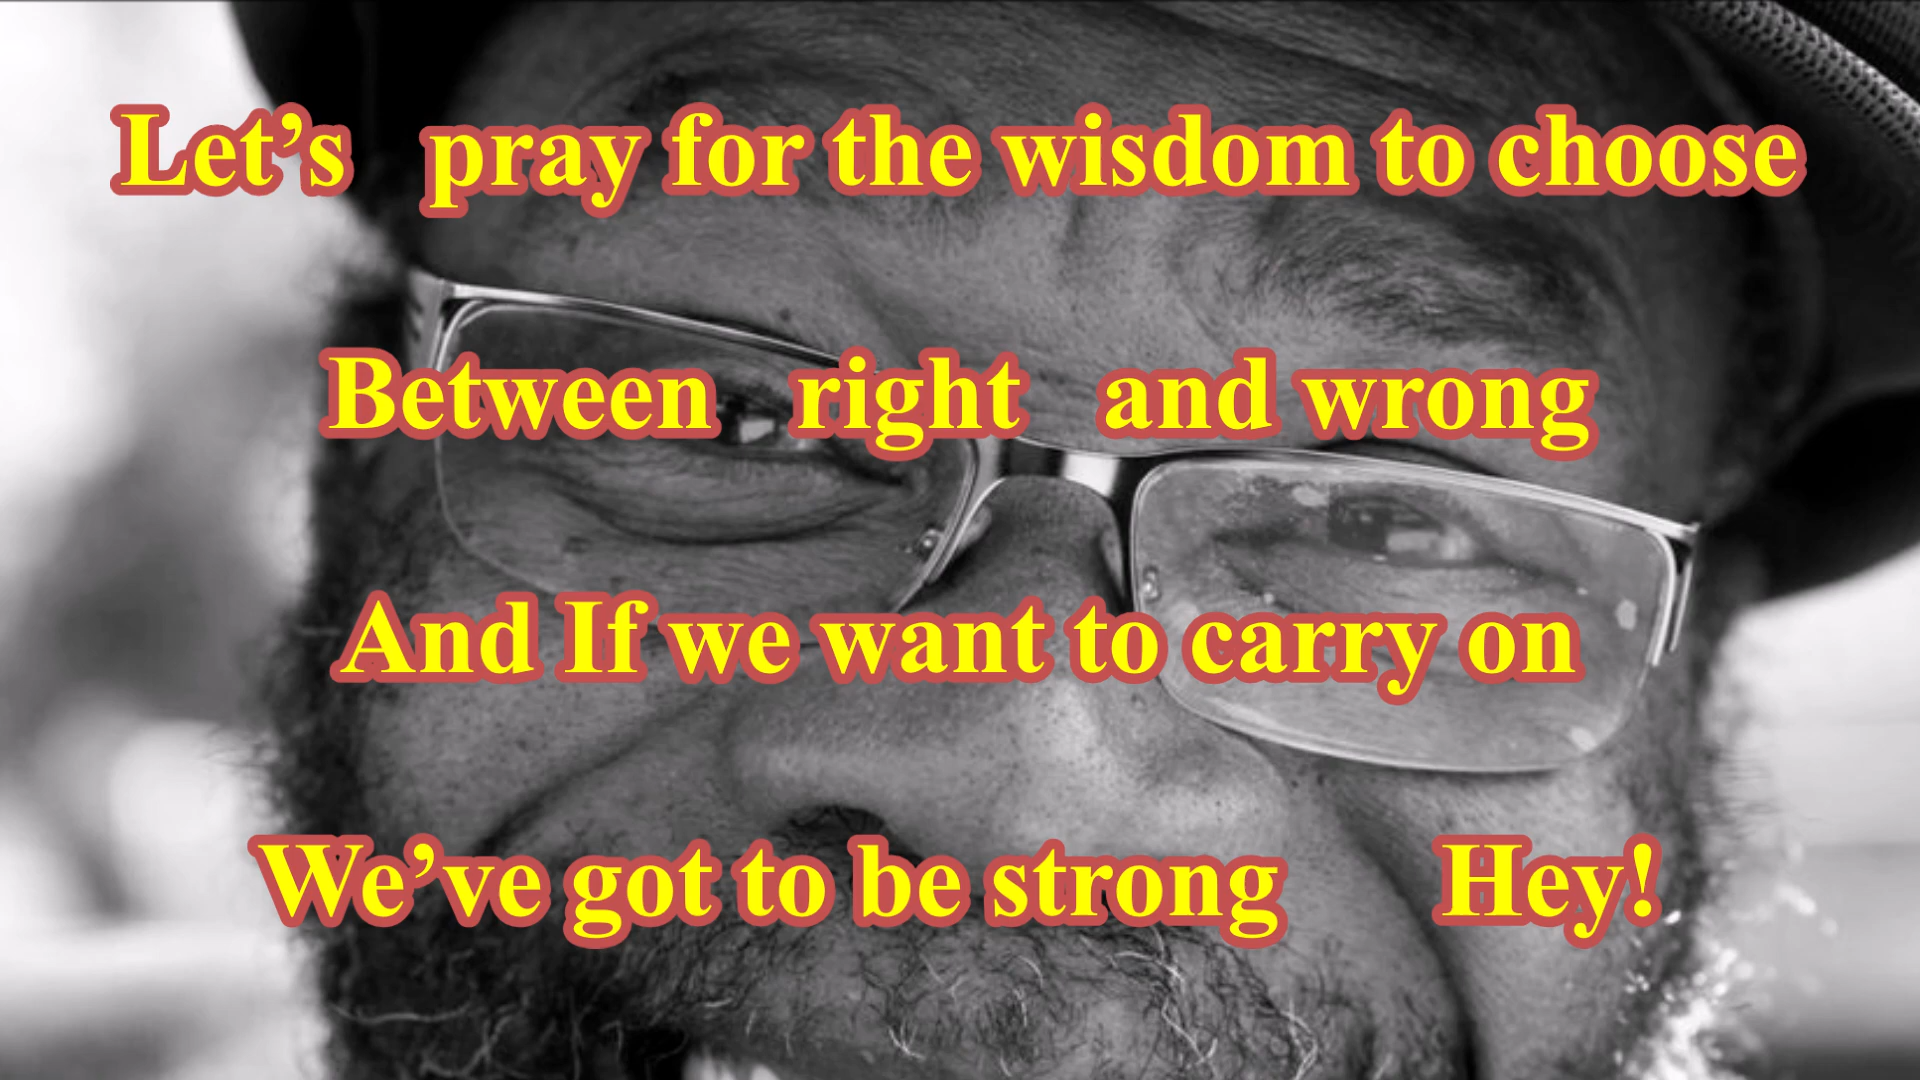 Let’s pray for the wisdom to choose
Between right and wrong
And If we want to carry on
We’ve got to be strong Hey!